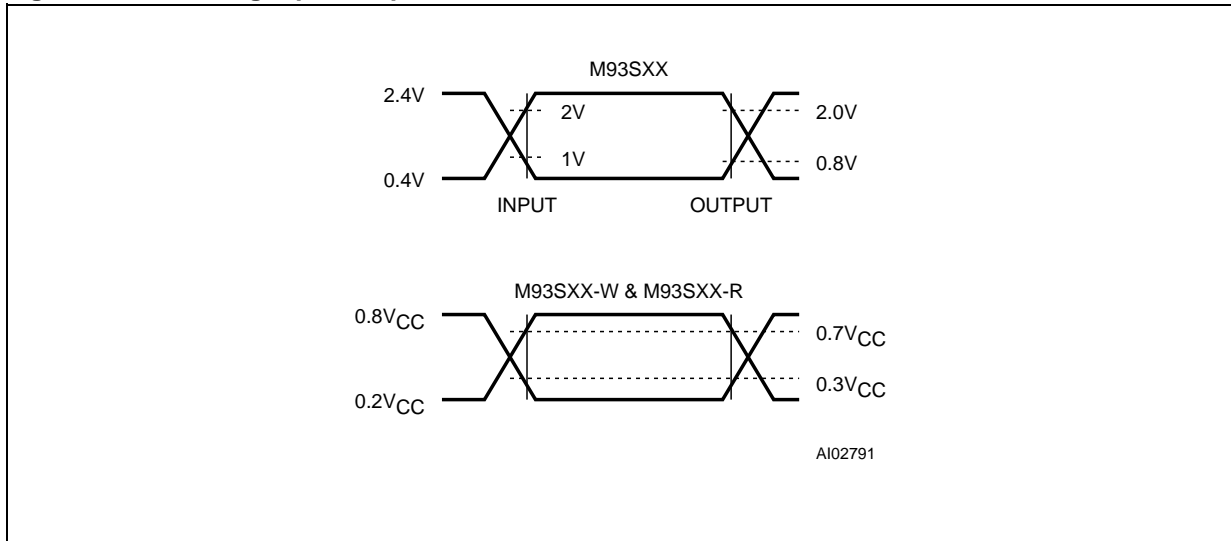 M93SXX
2.4V
2V
2.0V
1V
0.8V
0.4V
INPUT
OUTPUT
M93SXX-W & M93SXX-R
0.8VCC
0.7VCC
0.3VCC
0.2VCC
AI02791